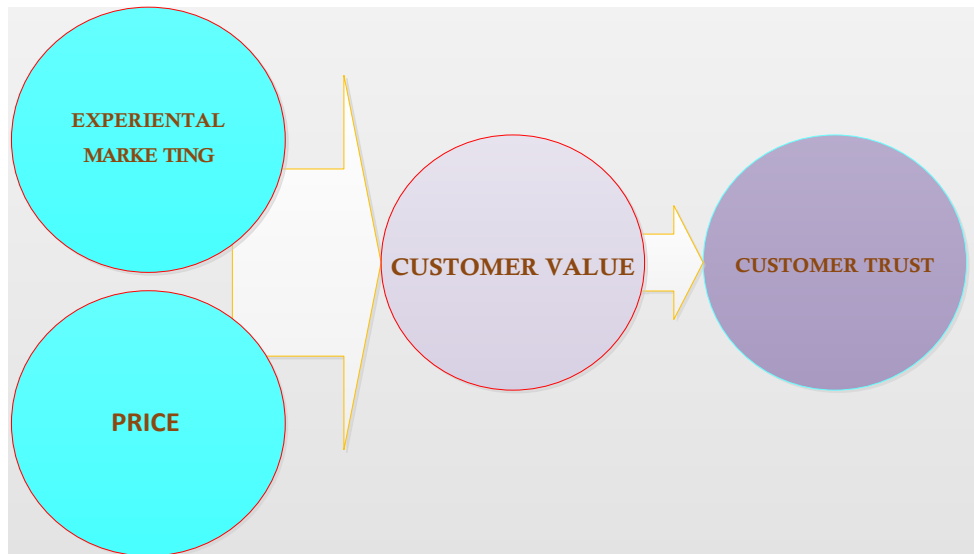 EXPERIENTAL
MARKE TING
PRICE
CUSTOMER VALUE
CUSTOMER TRUST